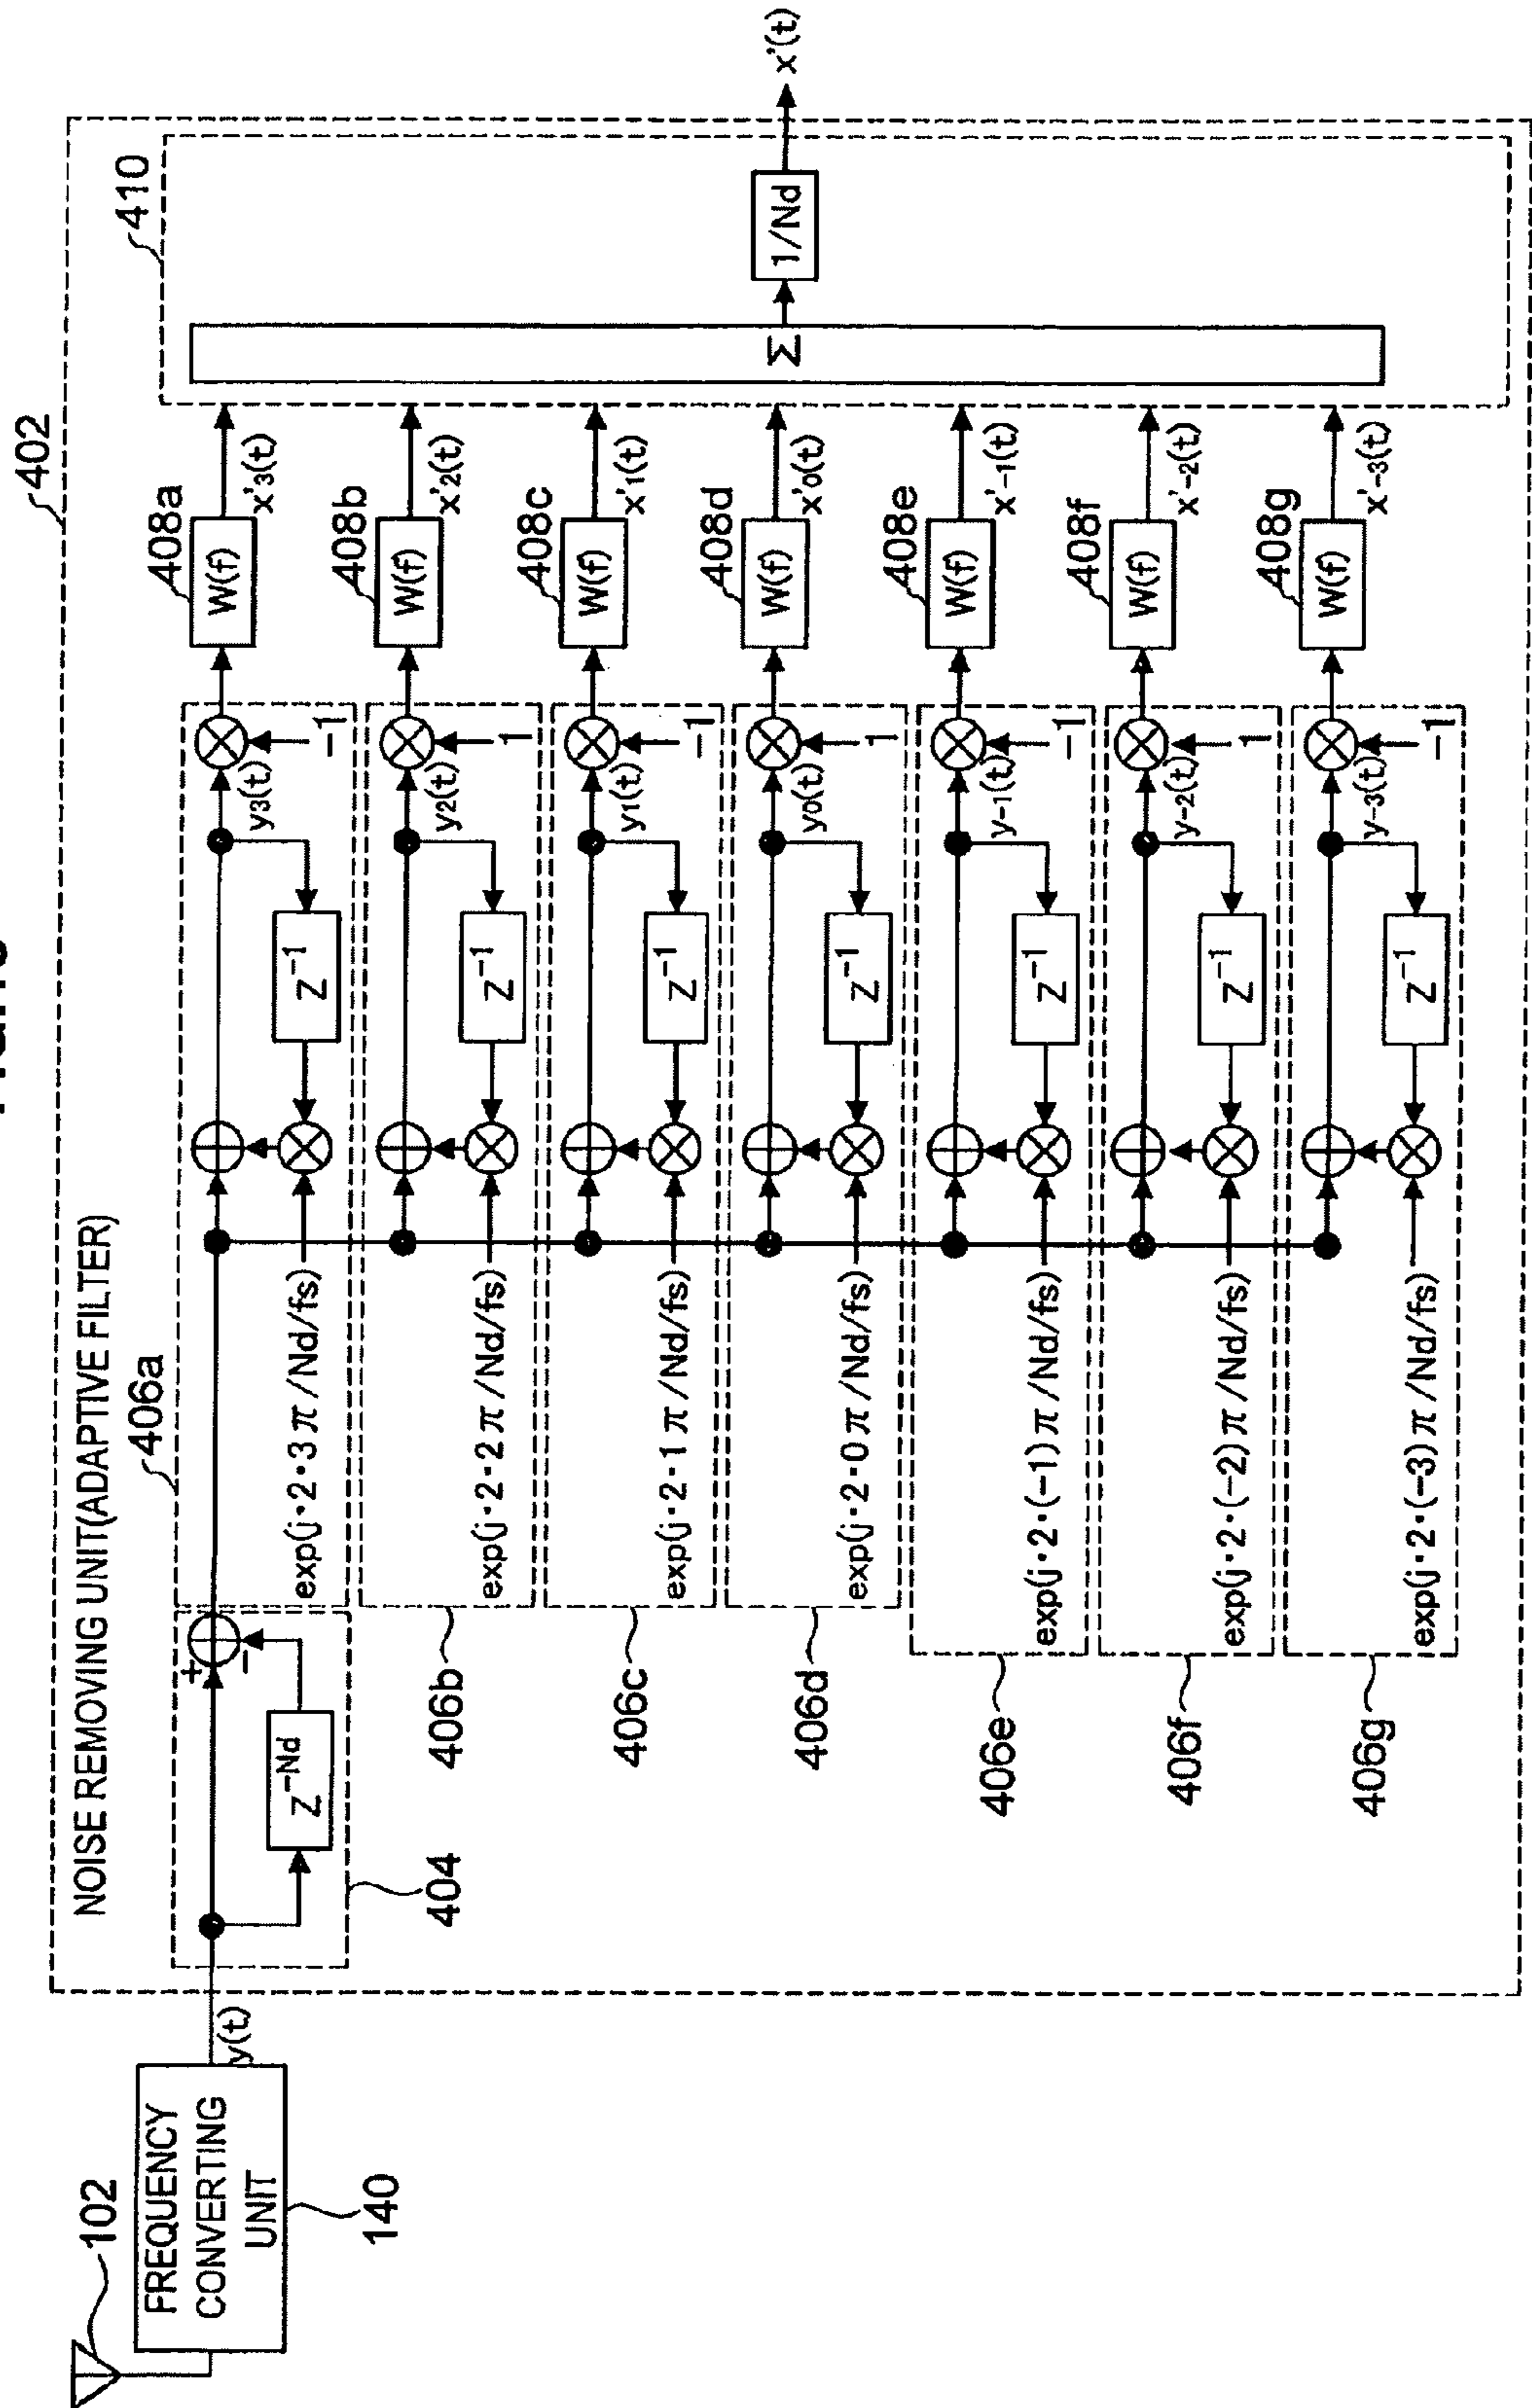 402
NOISE REMOVING UNIT(ADAPTIVE FILTER)
102
FREQUENCY
CONVERTING
UNIT
140
y(t)
404
Z^-Nd
+
−
406a
exp(j・2・3π/Nd/fs)
Z^-1
y3(t)
-1
408a
W(f)
x'3(t)
406b
exp(j・2・2π/Nd/fs)
Z^-1
y2(t)
1
408b
W(f)
x'2(t)
406c
exp(j・2・1π/Nd/fs)
Z^-1
y1(t)
-1
408c
W(f)
x'1(t)
406d
exp(j・2・0π/Nd/fs)
Z^-1
y0(t)
1
408d
W(f)
x'0(t)
406e
exp(j・2・(-1)π/Nd/fs)
Z^-1
y-1(t)
-1
408e
W(f)
x'-1(t)
406f
exp(j・2・(-2)π/Nd/fs)
Z^-1
y-2(t)
1
408f
W(f)
x'-2(t)
406g
exp(j・2・(-3)π/Nd/fs)
Z^-1
y-3(t)
-1
408g
W(f)
x'-3(t)
410
Σ
1/Nd
x'(t)